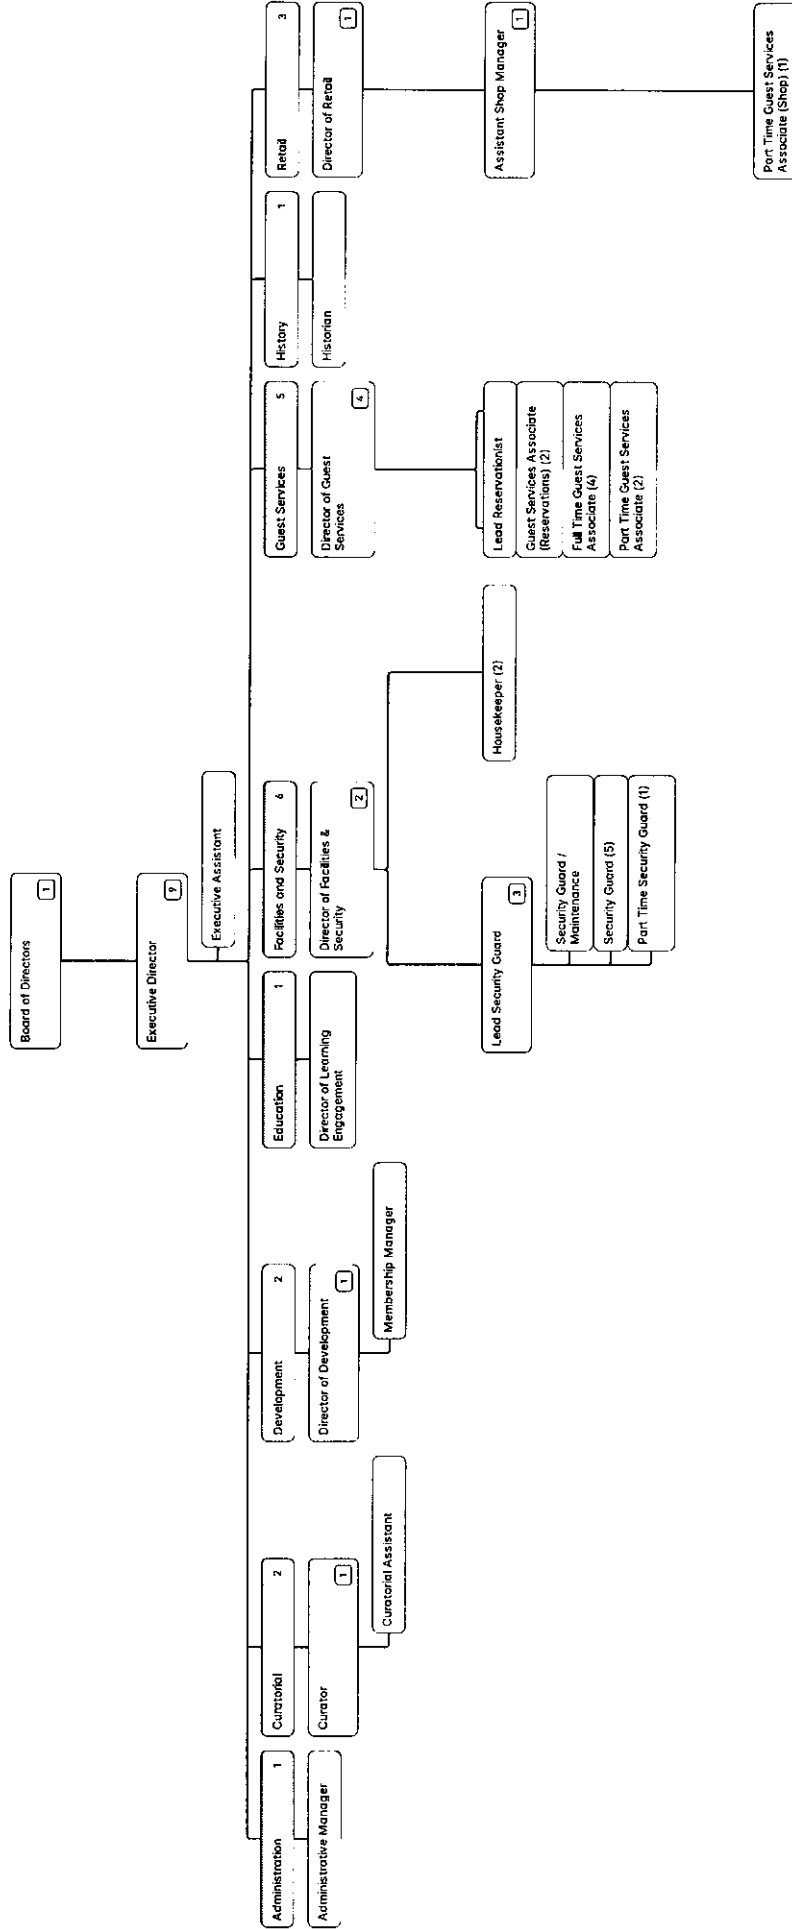 Board of Directors
1
Executive Director
9
Executive Assistant
Administration 1
Administrative Manager
Curatorial 2
Curator
1
Curatorial Assistant
Development 2
Director of Development
1
Membership Manager
Education 1
Director of Learning
Engagement
Facilities and Security 6
Director of Facilities &
Security
2
Lead Security Guard
3
Security Guard /
Maintenance
Security Guard (5)
Part Time Security Guard (1)
Housekeeper (2)
Guest Services 5
Director of Guest
Services
4
Lead Reservationist
Guest Services Associate
(Reservations) (2)
Full Time Guest Services
Associate (4)
Part Time Guest Services
Associate (2)
History 1
Historian
Retail 3
Director of Retail
1
Assistant Shop Manager
1
Part Time Guest Services
Associate (Shop) (1)